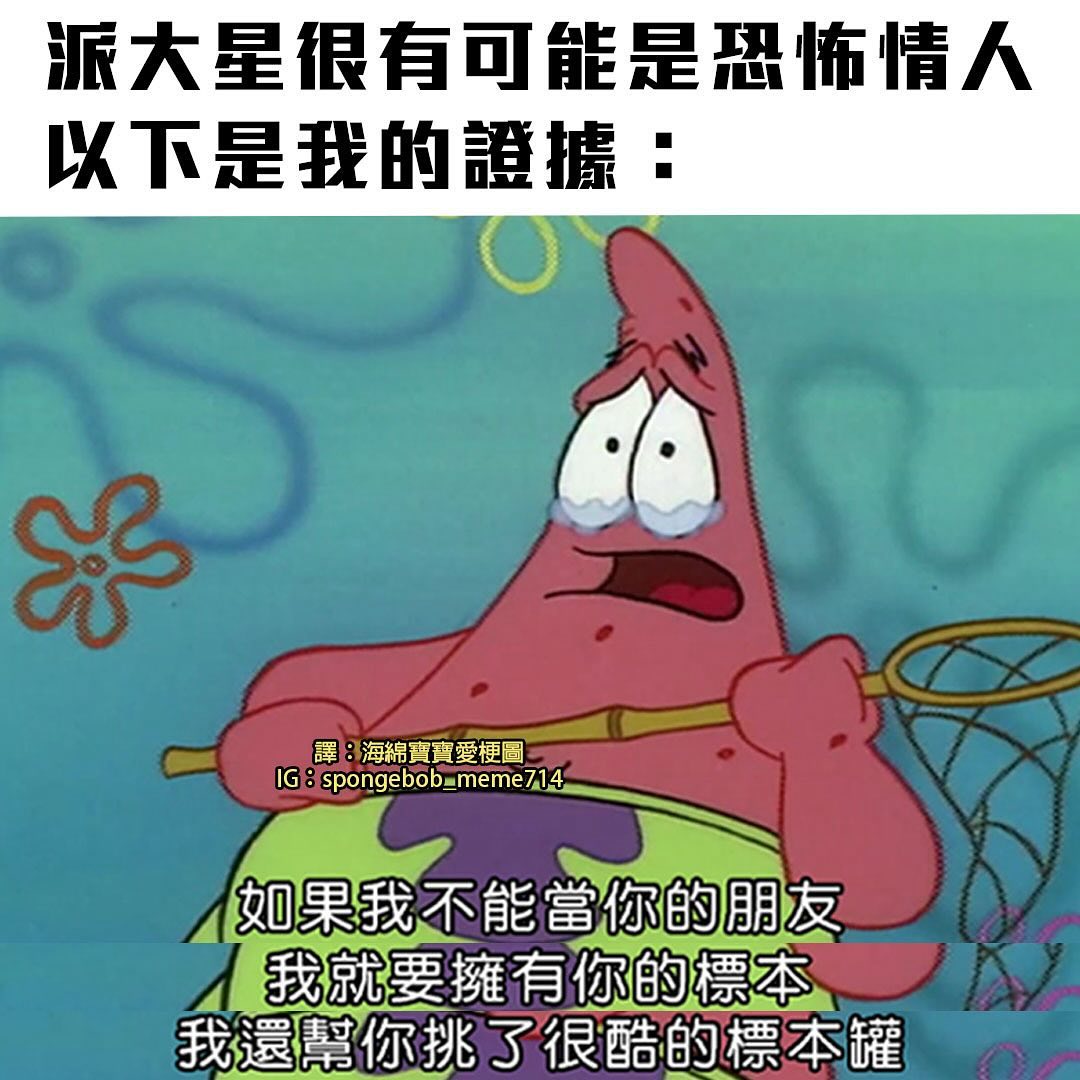 派大星很有可能是恐怖情人
以下是我的證據：
譯：海綿寶寶愛梗圖
IG：spongebob_meme714
如果我不能當你的朋友
我就要擁有你的標本
我還幫你挑了很酷的標本罐